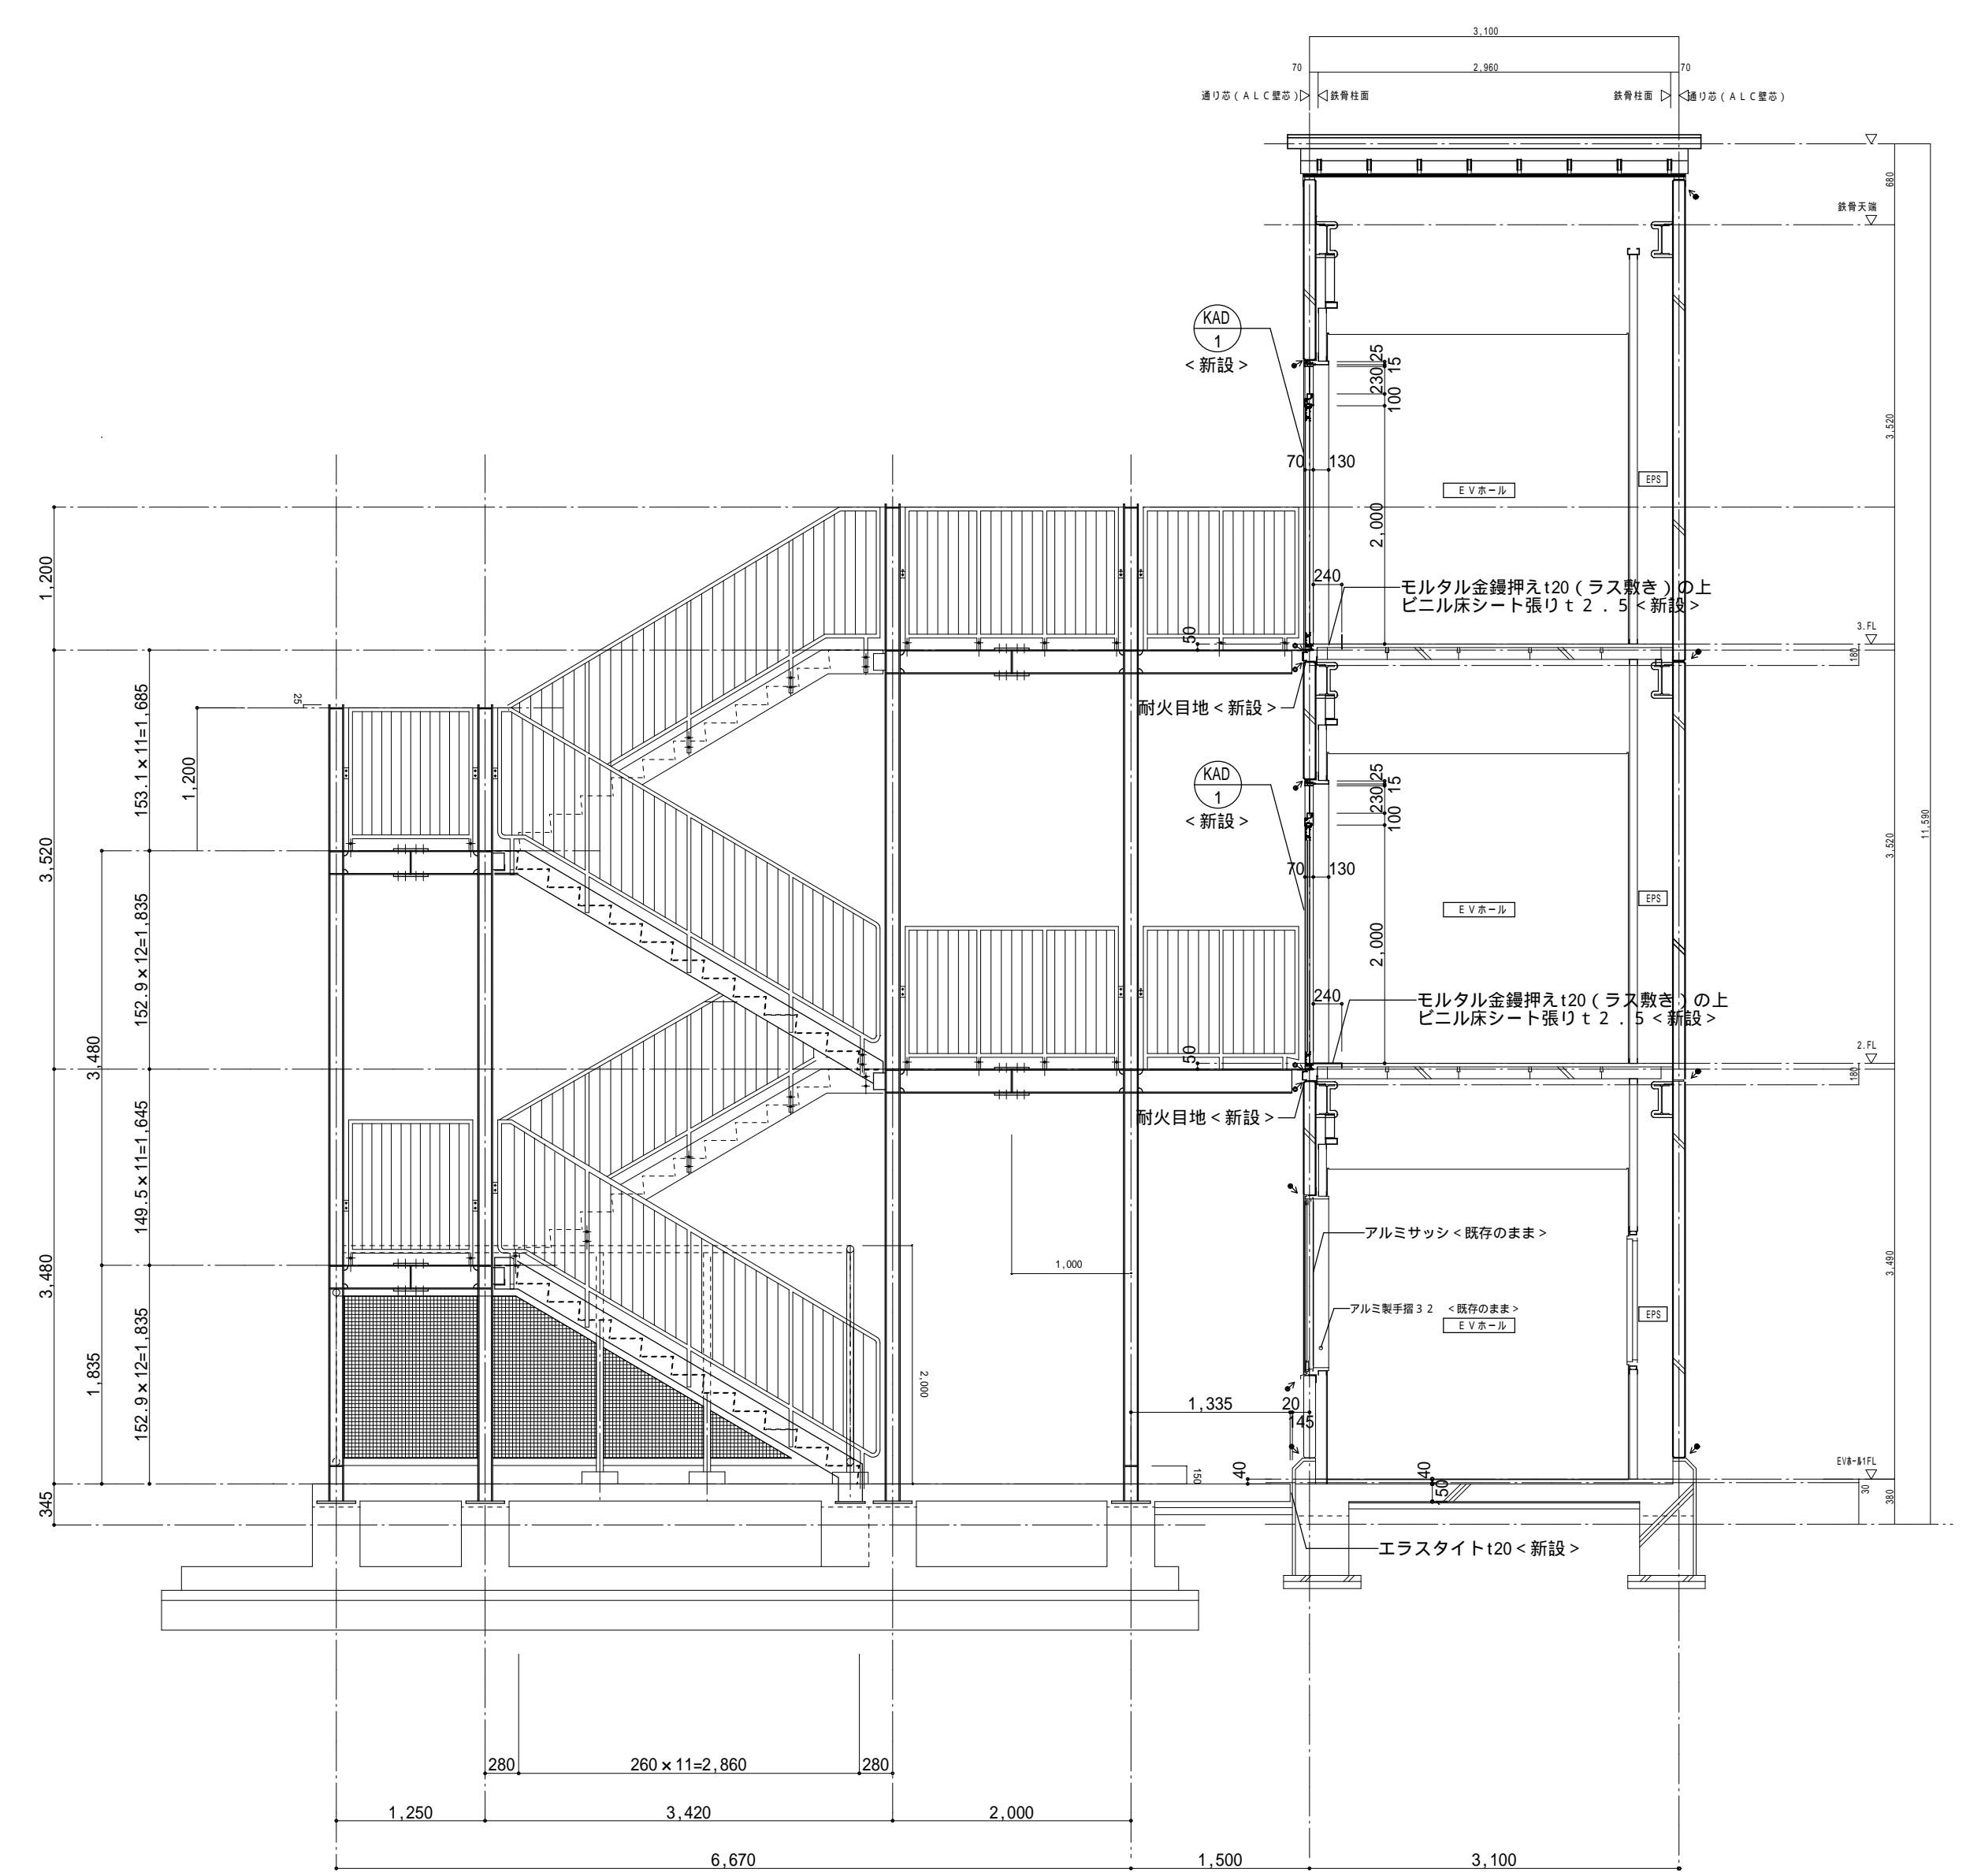 3,100
70
2,960
70
通り芯(ALC壁芯)
鉄骨柱面
鉄骨柱面
通り芯(ALC壁芯)
680
鉄骨天端
KAD
1
<新設>
25
15
230
100
3,520
70
130
EVホール
EPS
2,000
1,200
240
モルタル金鏝押えt20(ラス敷き)の上
ビニル床シート張りt2.5<新設>
50
3.FL
180
耐火目地<新設>
25
153.1×11=1,685
1,200
KAD
1
<新設>
25
15
230
100
11,590
3,520
3,520
70
130
EVホール
EPS
152.9×12=1,835
2,000
240
モルタル金鏝押えt20(ラス敷き)の上
ビニル床シート張りt2.5<新設>
3,480
50
2.FL
180
耐火目地<新設>
149.5×11=1,645
アルミサッシ<既存のまま>
3,480
1,000
3,490
アルミ製手摺32 <既存のまま>
EVホール
EPS
1,835
152.9×12=1,835
2,000
1,335
20
145
EVホール1FL
150
40
40
150
30
380
345
エラスタイトt20<新設>
280
260×11=2,860
280
1,250
3,420
2,000
6,670
1,500
3,100